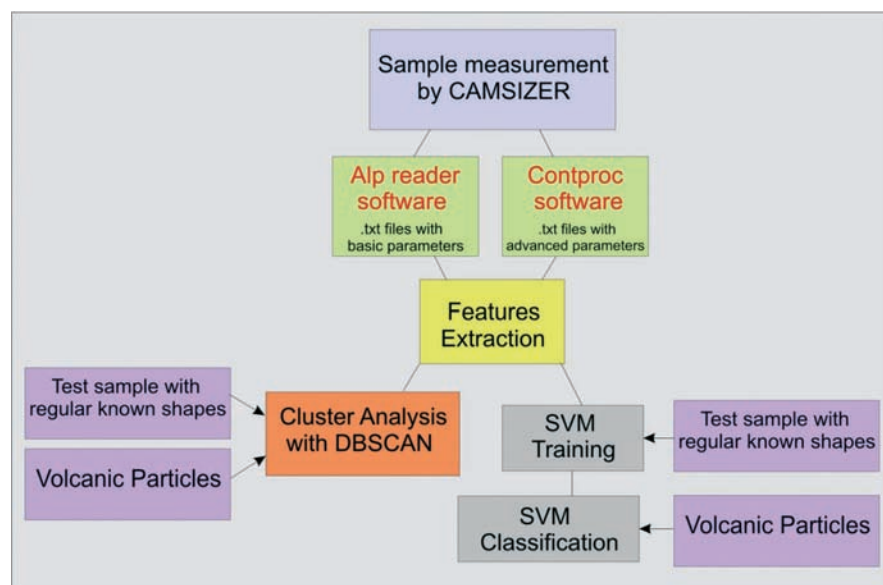 Sample measurement
by CAMSIZER
Alp reader
software
.txt files with
basic parameters
Contproc
software
.txt files with
advanced parameters
Features
Extraction
Test sample with
regular known shapes
Volcanic Particles
Cluster Analysis
with DBSCAN
SVM
Training
Test sample with
regular known shapes
SVM
Classification
Volcanic Particles